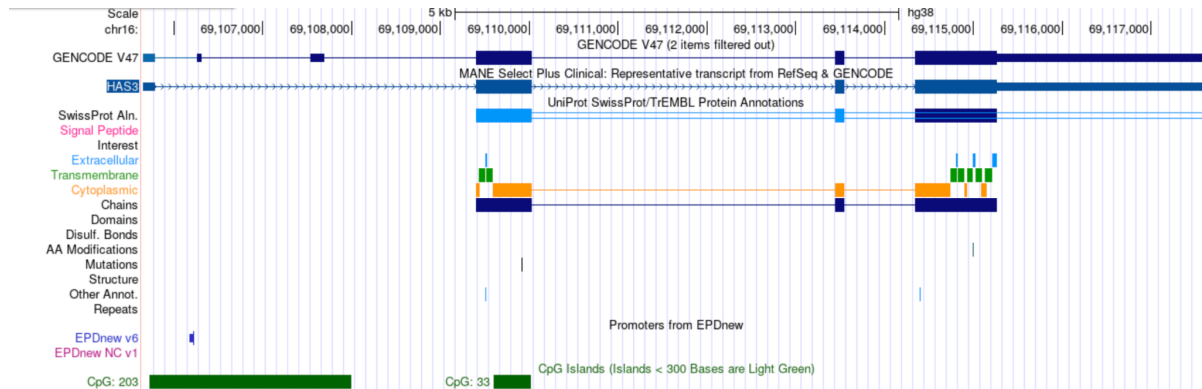 Scale 5 kb hg38
chr16: 69,107,000 69,108,000 69,109,000 69,110,000 69,111,000 69,112,000 69,113,000 69,114,000 69,115,000 69,116,000 69,117,000
GENCODE V47 (2 items filtered out)
GENCODE V47
MANE Select Plus Clinical: Representative transcript from RefSeq & GENCODE
HAS3
UniProt SwissProt/TrEMBL Protein Annotations
SwissProt Aln.
Signal Peptide
Interest
Extracellular
Transmembrane
Cytoplasmic
Chains
Domains
Disulf. Bonds
AA Modifications
Mutations
Structure
Other Annot.
Repeats
Promoters from EPDnew
EPDnew v6
EPDnew NC v1
CpG Islands (Islands < 300 Bases are Light Green)
CpG: 203 CpG: 33